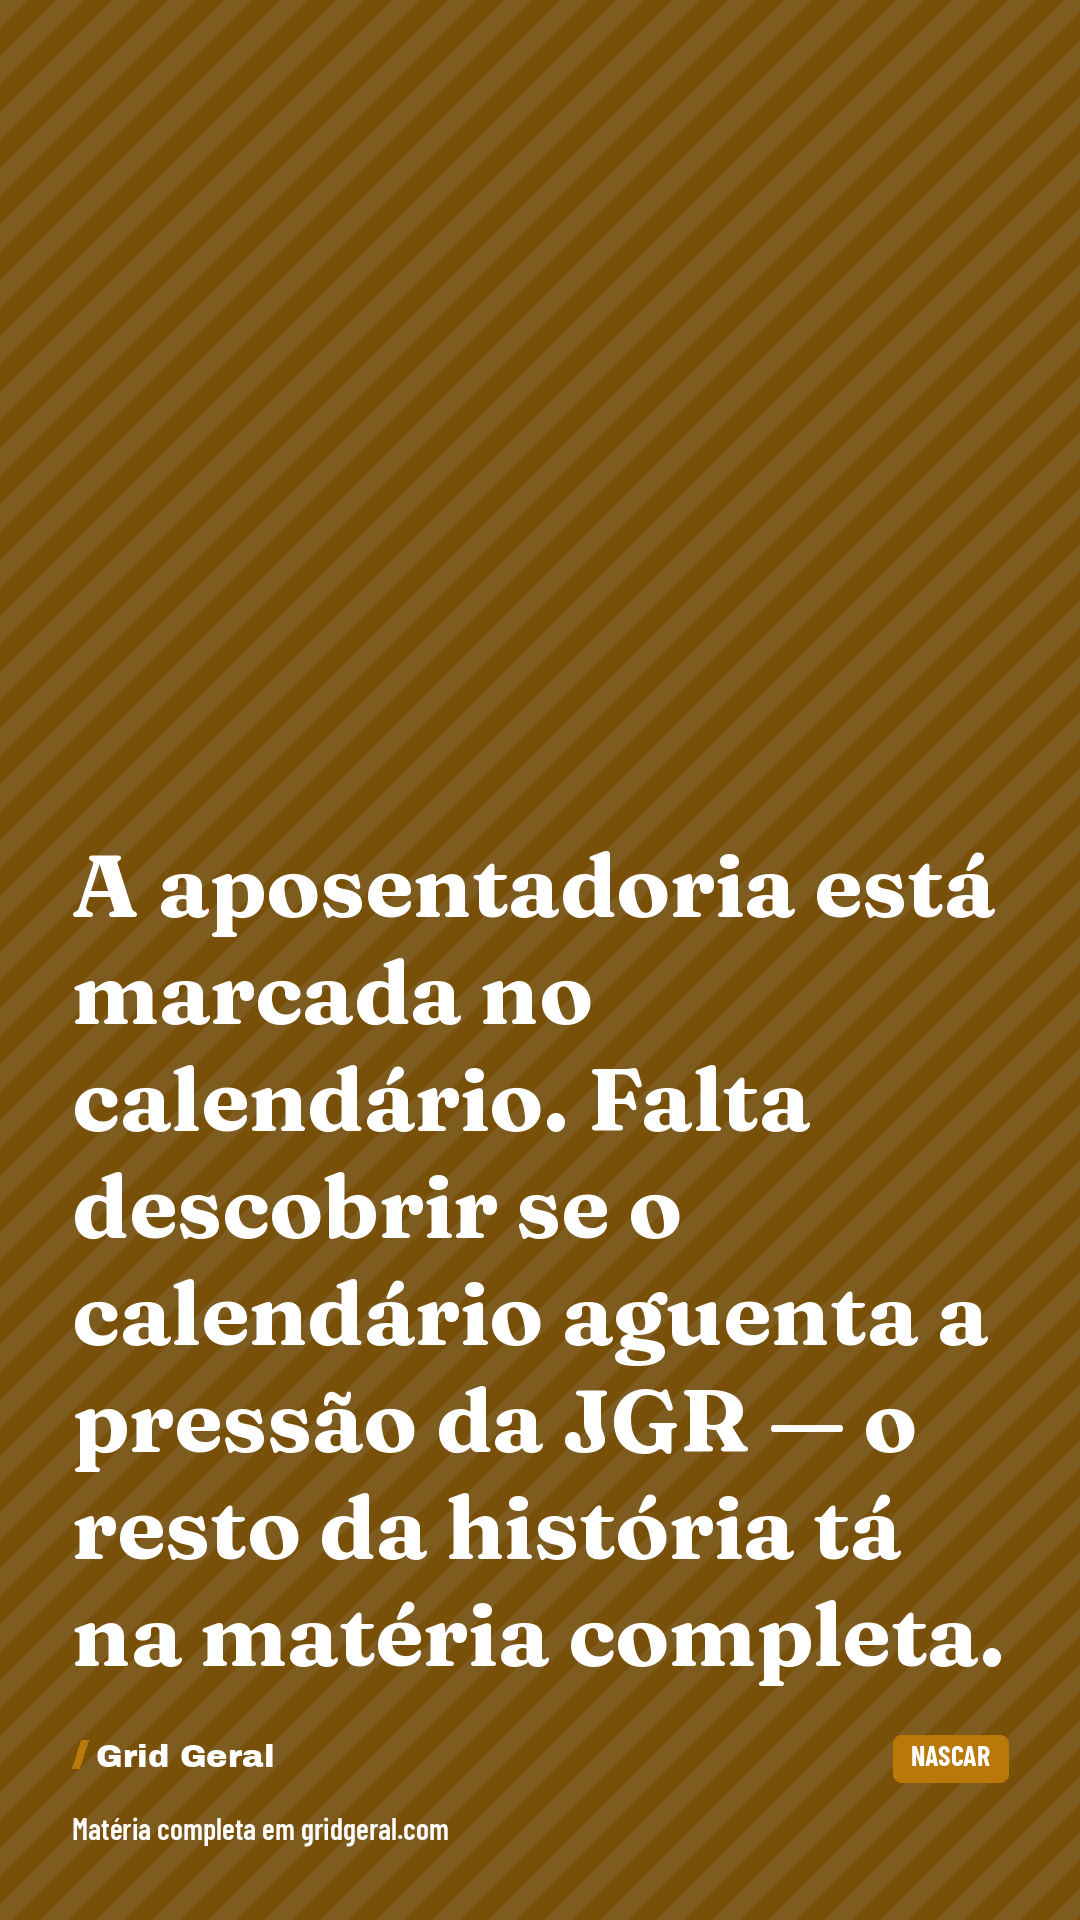 A aposentadoria está
marcada no
calendário. Falta
descobrir se o
calendário aguenta a
pressão da JGR — o
resto da história tá
na matéria completa.
/ Grid Geral
NASCAR
Matéria completa em gridgeral.com